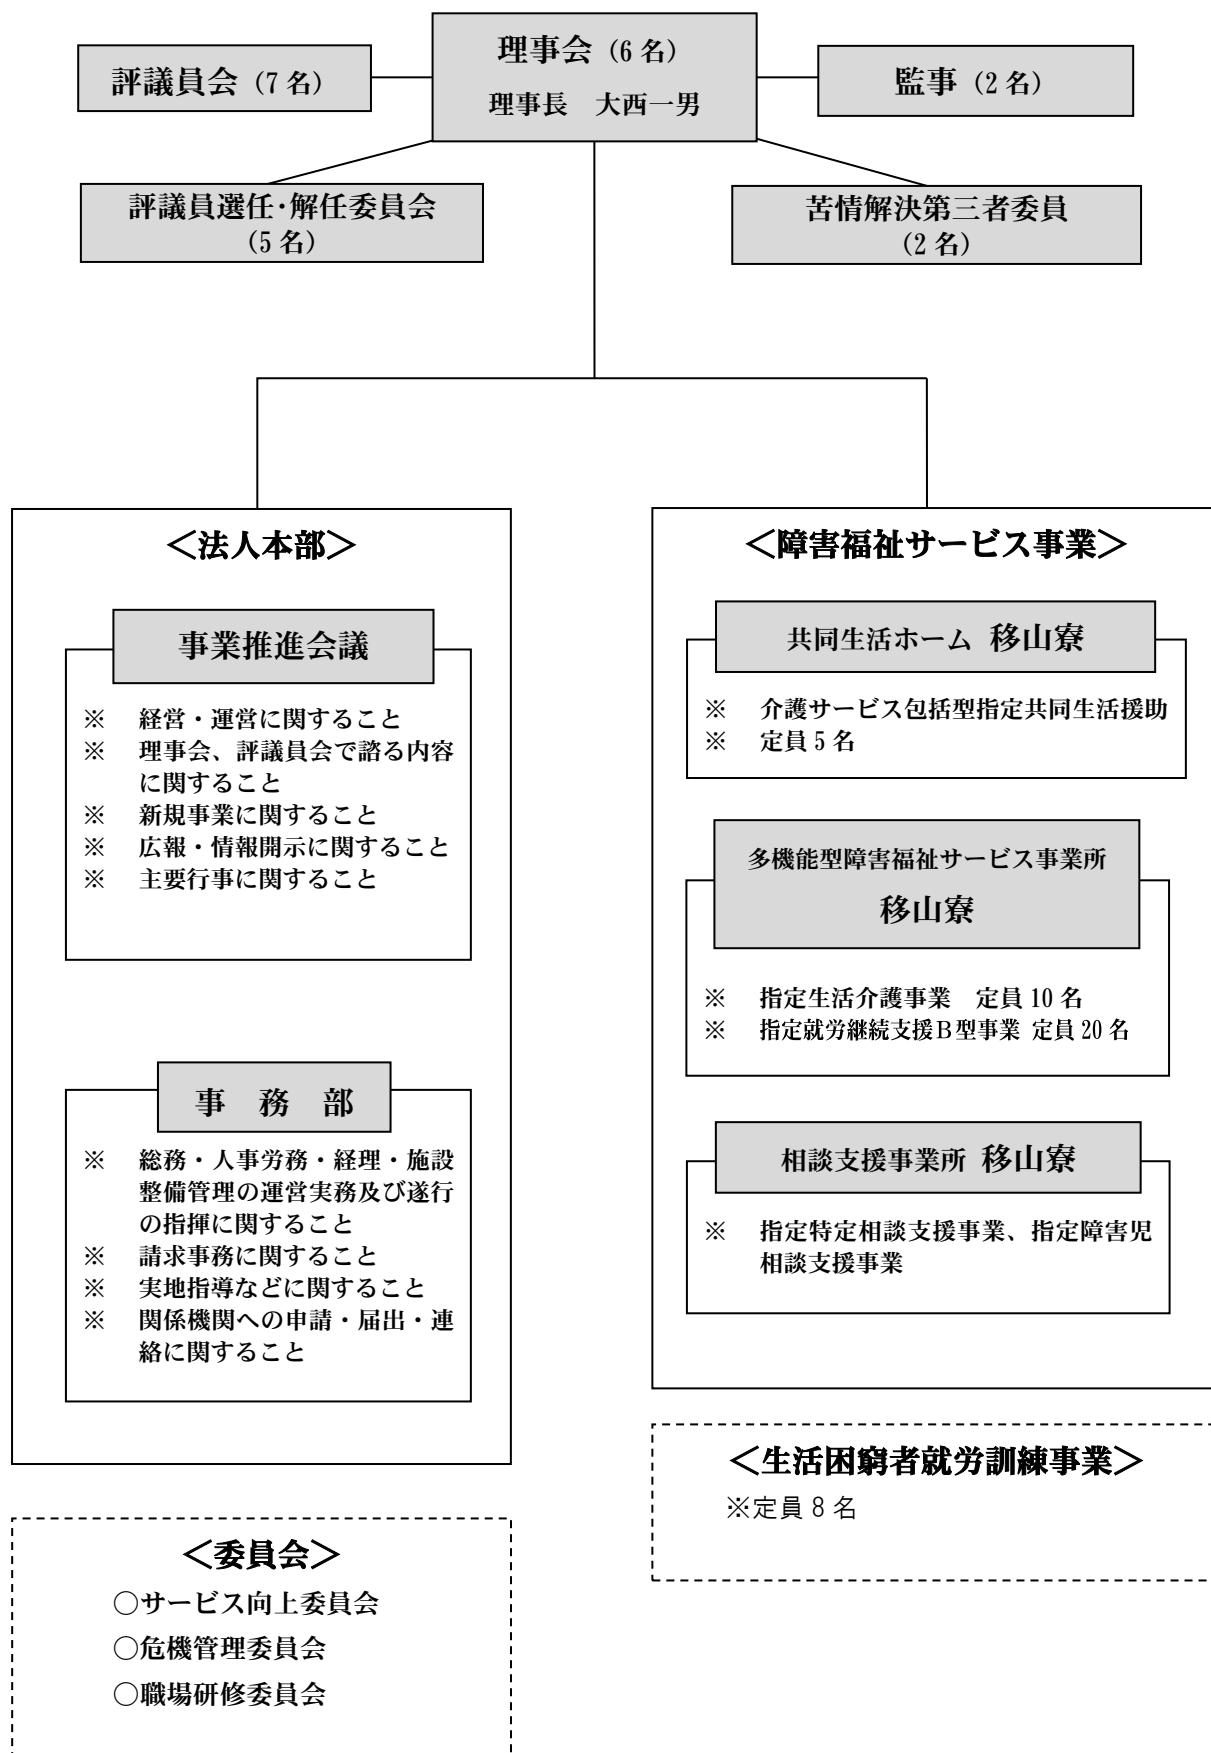 理事会（6 名）
理事長　大西一男
評議員会（7 名）
監事（2 名）
評議員選任･解任委員会
（5 名）
苦情解決第三者委員
（2 名）
＜法人本部＞
事業推進会議
※　経営・運営に関すること
※　理事会、評議員会で諮る内容
に関すること
※　新規事業に関すること
※　広報・情報開示に関すること
※　主要行事に関すること
事　務　部
※　総務・人事労務・経理・施設
整備管理の運営実務及び遂行
の指揮に関すること
※　請求事務に関すること
※　実地指導などに関すること
※　関係機関への申請・届出・連
絡に関すること
＜委員会＞
○サービス向上委員会
○危機管理委員会
○職場研修委員会
＜障害福祉サービス事業＞
共同生活ホーム 移山寮
※　介護サービス包括型指定共同生活援助
※　定員 5 名
多機能型障害福祉サービス事業所
移山寮
※　指定生活介護事業　定員 10 名
※　指定就労継続支援Ｂ型事業 定員 20 名
相談支援事業所 移山寮
※　指定特定相談支援事業、指定障害児
相談支援事業
＜生活困窮者就労訓練事業＞
※定員 8 名